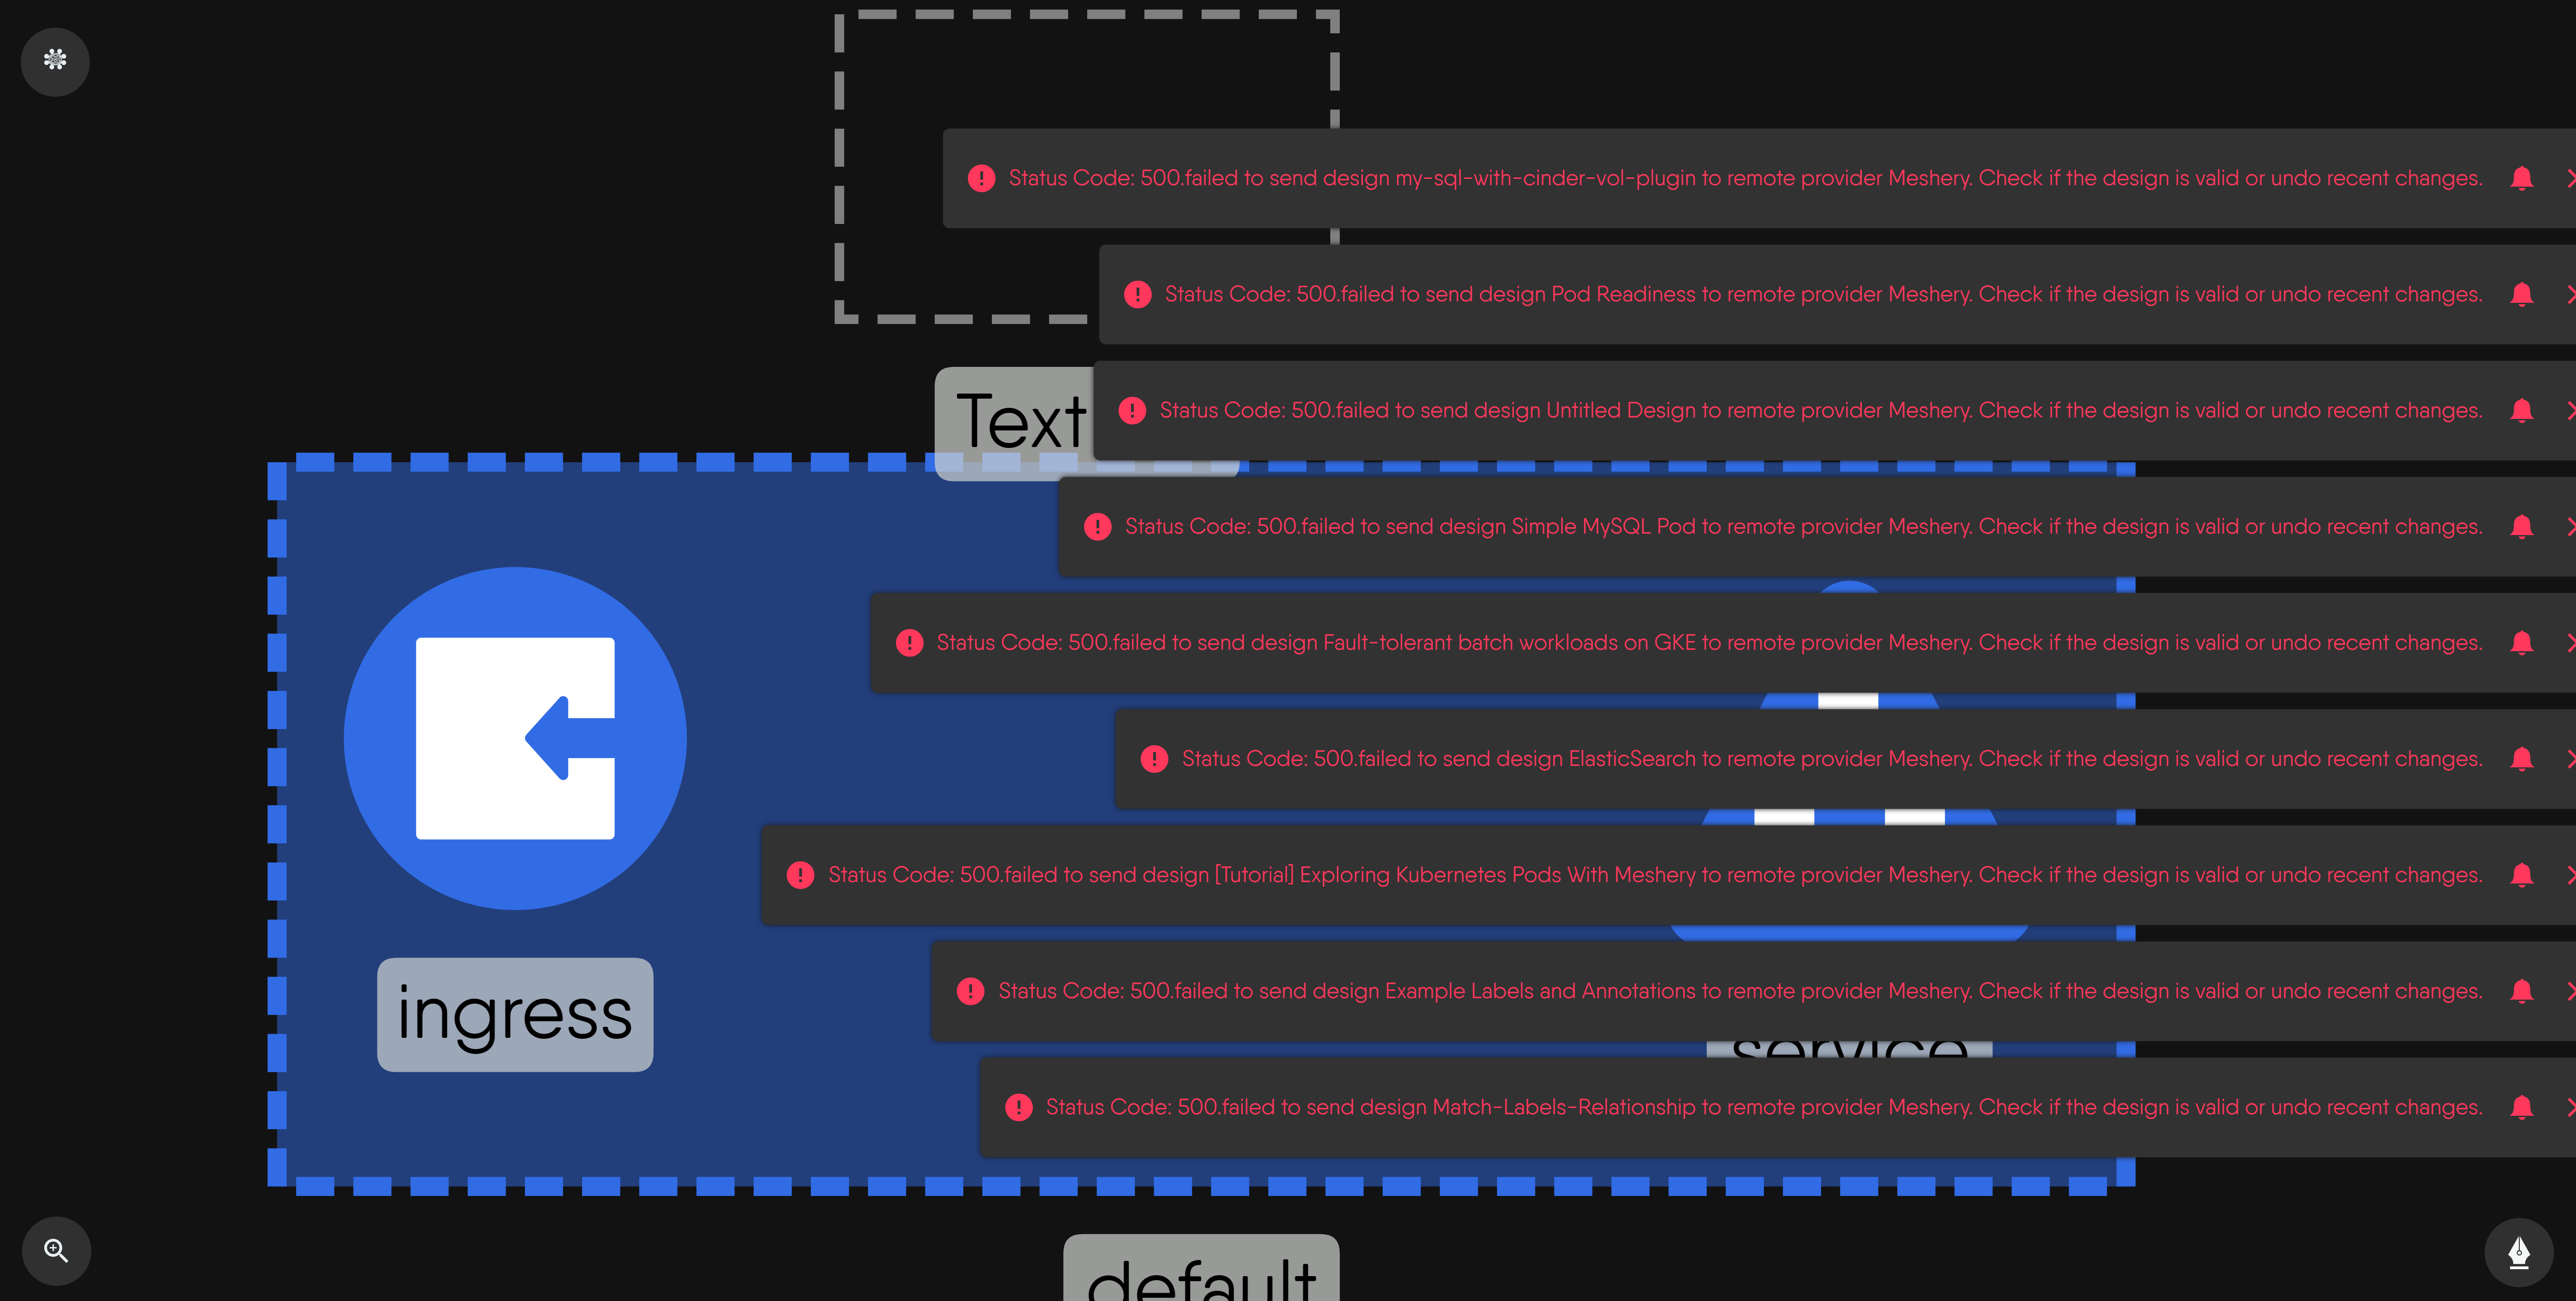 Status Code: 500.failed to send design my-sql-with-cinder-vol-plugin to remote provider Meshery. Check if the design is valid or undo recent changes.
Status Code: 500.failed to send design Pod Readiness to remote provider Meshery. Check if the design is valid or undo recent changes.
Text
Status Code: 500.failed to send design Untitled Design to remote provider Meshery. Check if the design is valid or undo recent changes.
Status Code: 500.failed to send design Simple MySQL Pod to remote provider Meshery. Check if the design is valid or undo recent changes.
Status Code: 500.failed to send design Fault-tolerant batch workloads on GKE to remote provider Meshery. Check if the design is valid or undo recent changes.
Status Code: 500.failed to send design ElasticSearch to remote provider Meshery. Check if the design is valid or undo recent changes.
Status Code: 500.failed to send design [Tutorial] Exploring Kubernetes Pods With Meshery to remote provider Meshery. Check if the design is valid or undo recent changes.
Status Code: 500.failed to send design Example Labels and Annotations to remote provider Meshery. Check if the design is valid or undo recent changes.
ingress
service
Status Code: 500.failed to send design Match-Labels-Relationship to remote provider Meshery. Check if the design is valid or undo recent changes.
default